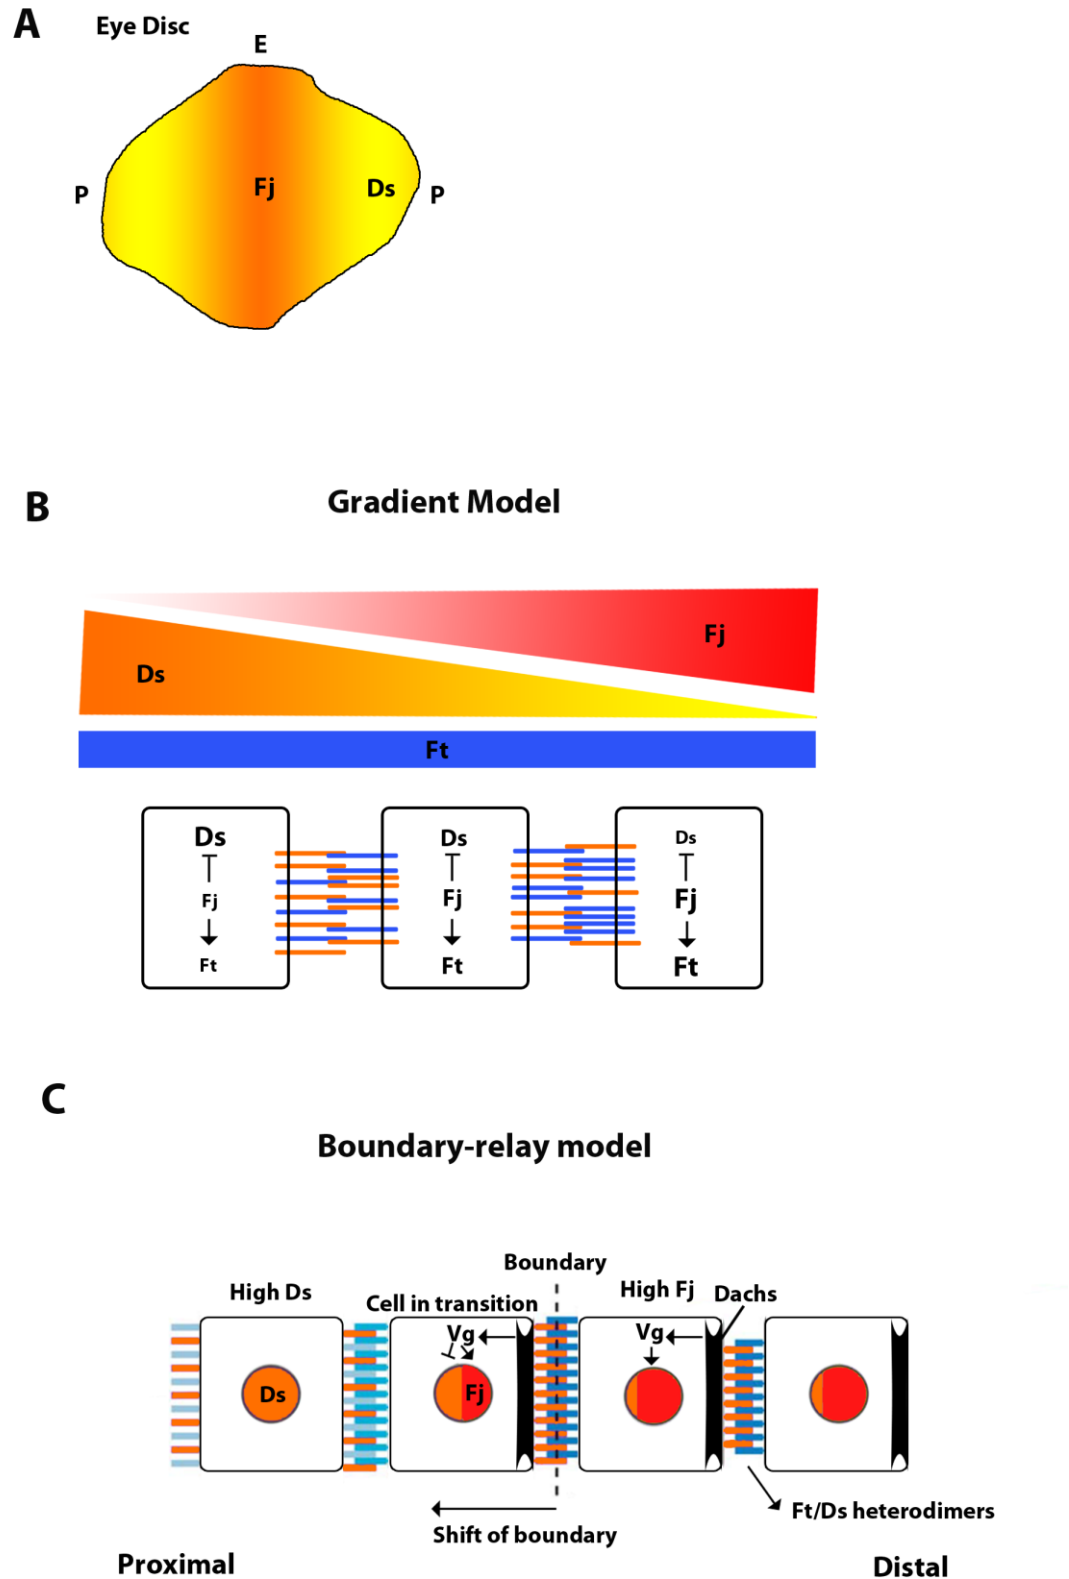 A
Eye Disc
E
P
Fj
Ds
P
B
Gradient Model
Fj
Ds
Ft
Ds
Fj
Ft
Ds
Fj
Ft
Ds
Fj
Ft
C
Boundary-relay model
Boundary
High Ds
Cell in transition
High Fj
Dachs
Vg
Vg
Ds
Fj
Shift of boundary
Ft/Ds heterodimers
Proximal
Distal